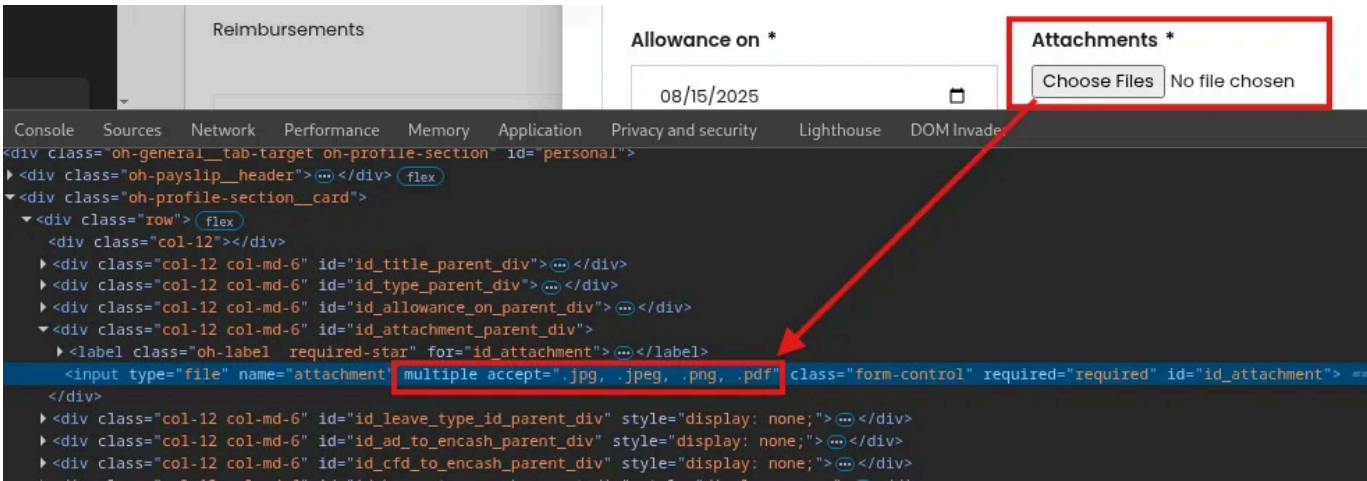 Reimbursements
Allowance on *
Attachments *
08/15/2025
Choose Files No file chosen
Console Sources Network Performance Memory Application Privacy and security Lighthouse DOM Invade
<div class="oh-general__tab-target oh-profile-section" id="personal">
<div class="oh-payslip__header"> </div> flex
<div class="oh-profile-section__card">
<div class="row"> flex
<div class="col-12"></div>
<div class="col-12 col-md-6" id="id_title_parent_div"> </div>
<div class="col-12 col-md-6" id="id_type_parent_div"> </div>
<div class="col-12 col-md-6" id="id_allowance_on_parent_div"> </div>
<div class="col-12 col-md-6" id="id_attachment_parent_div">
<label class="oh-label required-star" for="id_attachment"> </label>
<input type="file" name="attachment" multiple accept=".jpg, .jpeg, .png, .pdf" class="form-control" required="required" id="id_attachment"> ==
</div>
<div class="col-12 col-md-6" id="id_leave_type_id_parent_div" style="display: none;"> </div>
<div class="col-12 col-md-6" id="id_ad_to_encash_parent_div" style="display: none;"> </div>
<div class="col-12 col-md-6" id="id_cfd_to_encash_parent_div" style="display: none;"> </div>